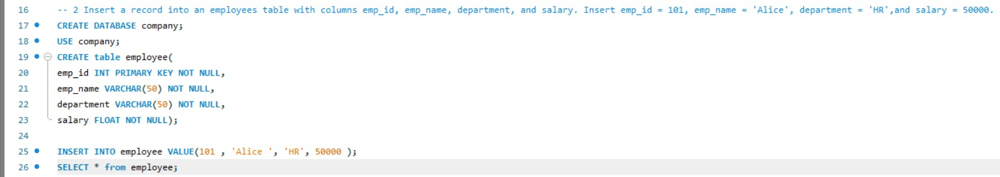 16 -- 2 Insert a record into an employees table with columns emp_id, emp_name, department, and salary. Insert emp_id = 101, emp_name = 'Alice', department = 'HR',and salary = 50000.
17 CREATE DATABASE company;
18 USE company;
19 CREATE table employee(
20 emp_id INT PRIMARY KEY NOT NULL,
21 emp_name VARCHAR(50) NOT NULL,
22 department VARCHAR(50) NOT NULL,
23 salary FLOAT NOT NULL);
24
25 INSERT INTO employee VALUE(101 , 'Alice ', 'HR', 50000 );
26 SELECT * from employee;